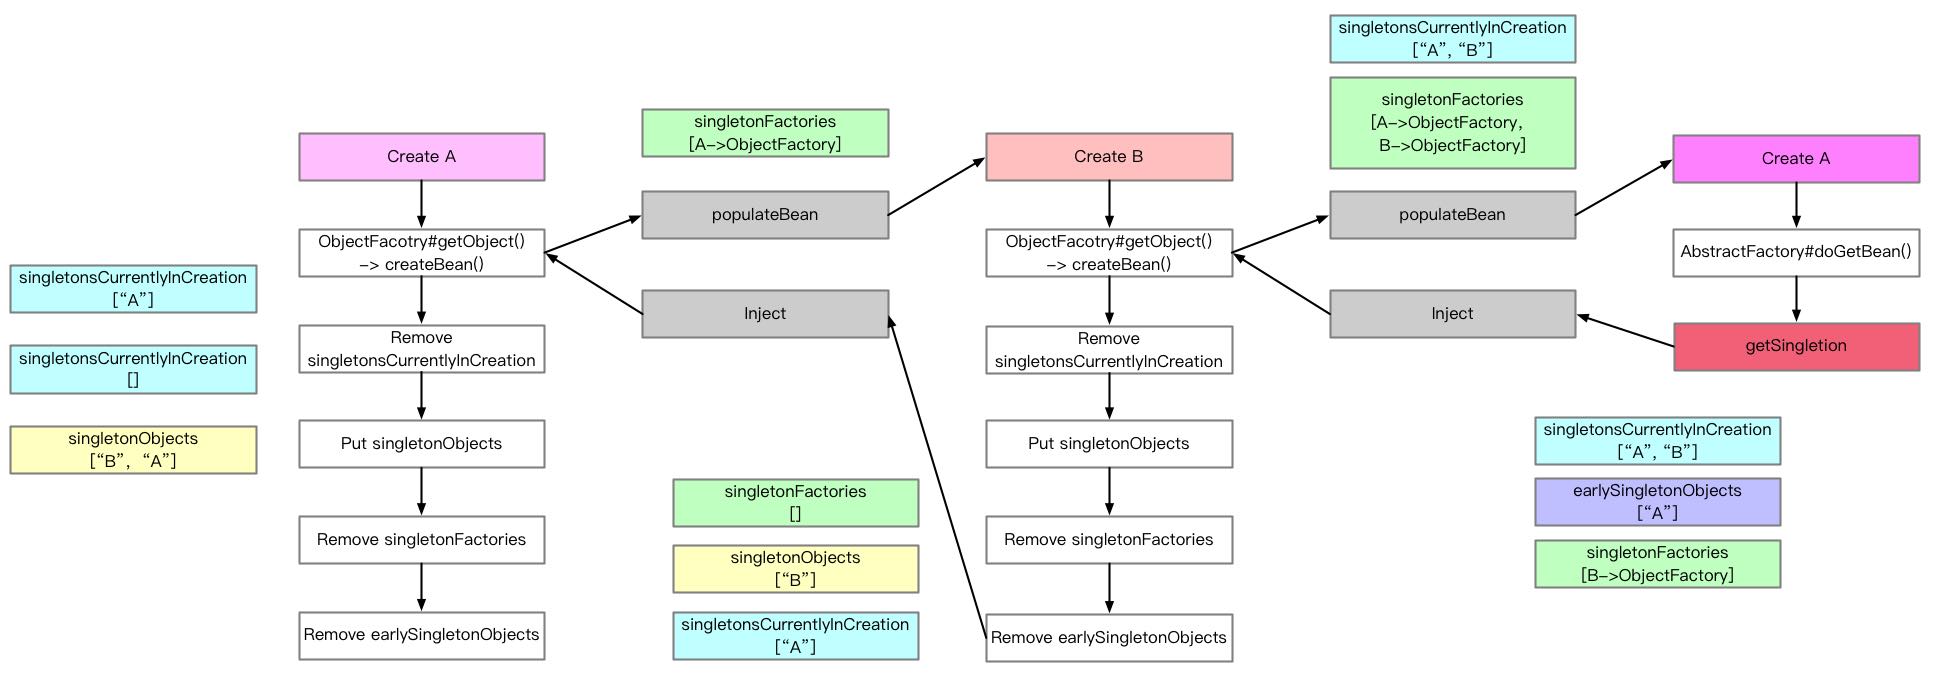 singletonsCurrentlyInCreation
[“A”]
singletonsCurrentlyInCreation
[]
singletonObjects
[“B”, “A”]
Create A
ObjectFacotry#getObject()
–> createBean()
Remove
singletonsCurrentlyInCreation
Put singletonObjects
Remove singletonFactories
Remove earlySingletonObjects
singletonFactories
[A–>ObjectFactory]
populateBean
Inject
singletonFactories
[]
singletonObjects
[“B”]
singletonsCurrentlyInCreation
[“A”]
Create B
ObjectFacotry#getObject()
–> createBean()
Remove
singletonsCurrentlyInCreation
Put singletonObjects
Remove singletonFactories
Remove earlySingletonObjects
singletonsCurrentlyInCreation
[“A”, “B”]
singletonFactories
[A–>ObjectFactory,
B–>ObjectFactory]
populateBean
Inject
Create A
AbstractFactory#doGetBean()
getSingletion
singletonsCurrentlyInCreation
[“A”, “B”]
earlySingletonObjects
[“A”]
singletonFactories
[B–>ObjectFactory]